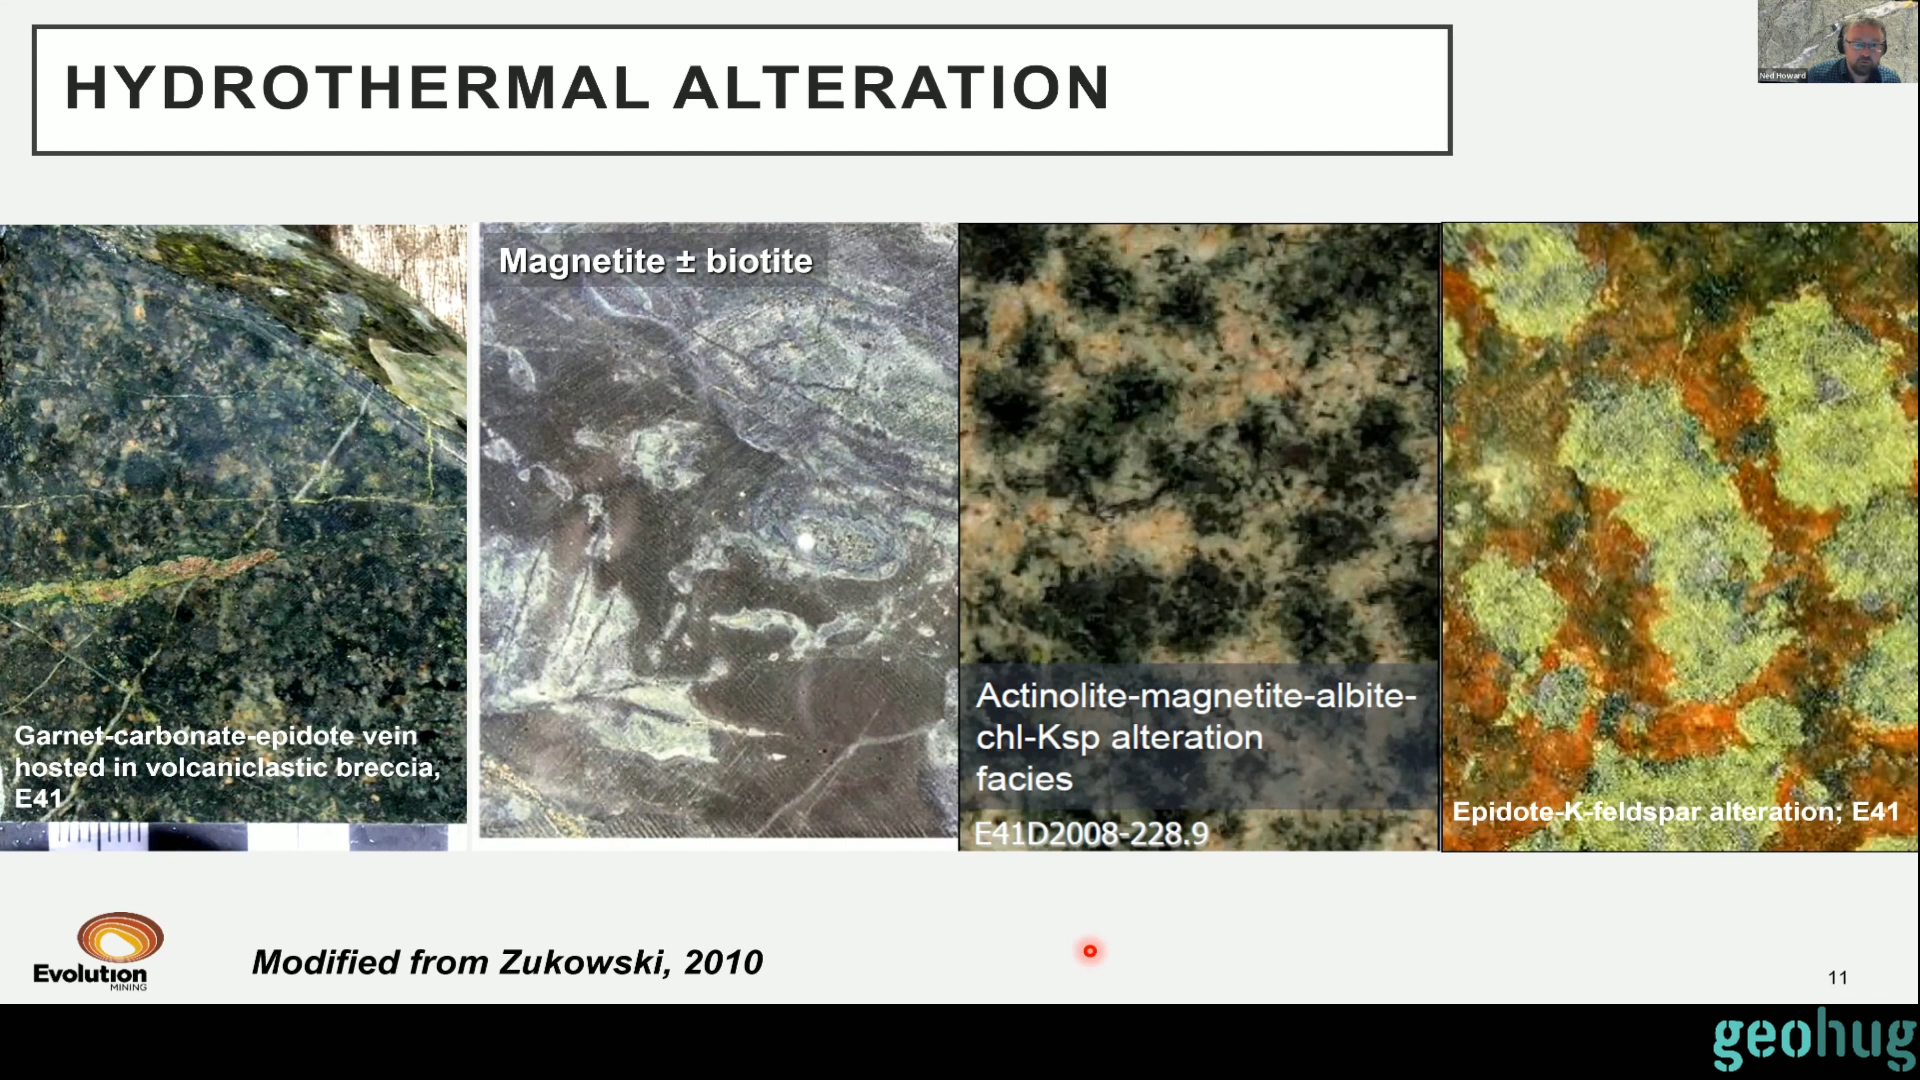 HYDROTHERMAL ALTERATION
Ned Howard
Magnetite ± biotite
Garnet-carbonate-epidote vein
hosted in volcaniclastic breccia,
E41
Actinolite-magnetite-albite-
chl-Ksp alteration
facies
E41D2008-228.9
Epidote-K-feldspar alteration; E41
Evolution
MINING
Modified from Zukowski, 2010
11
geohug